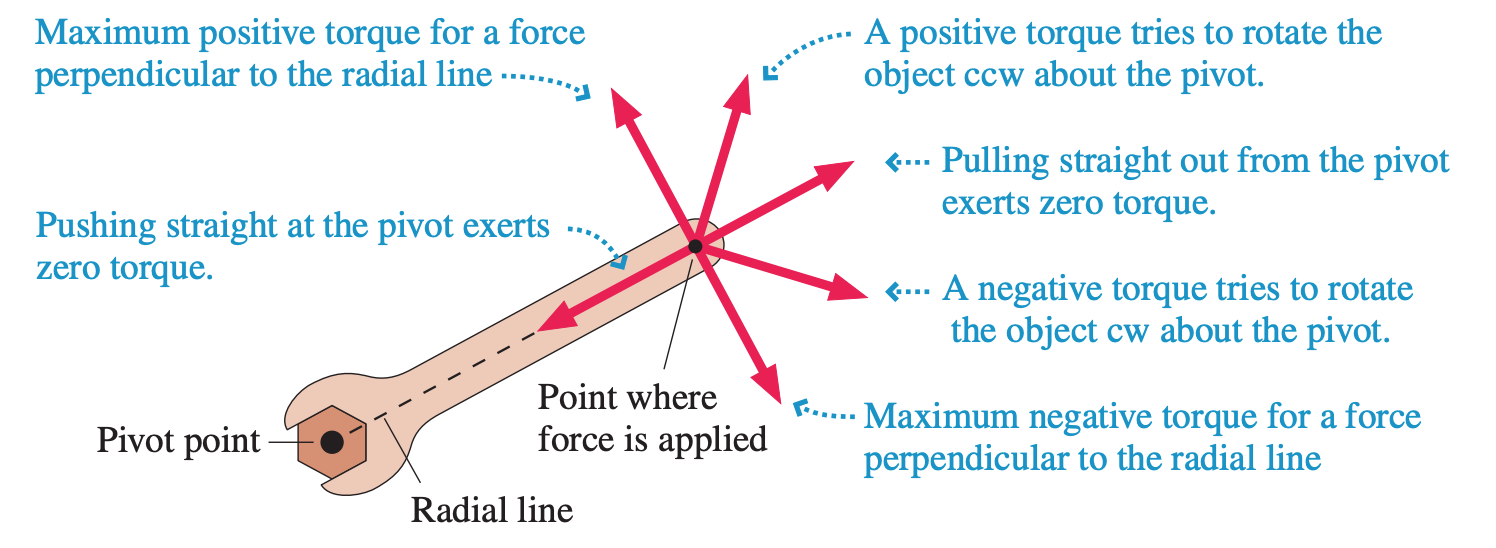 Maximum positive torque for a force
perpendicular to the radial line
A positive torque tries to rotate the
object ccw about the pivot.
Pulling straight out from the pivot
exerts zero torque.
Pushing straight at the pivot exerts
zero torque.
A negative torque tries to rotate
the object cw about the pivot.
Point where
force is applied
Maximum negative torque for a force
perpendicular to the radial line
Pivot point
Radial line